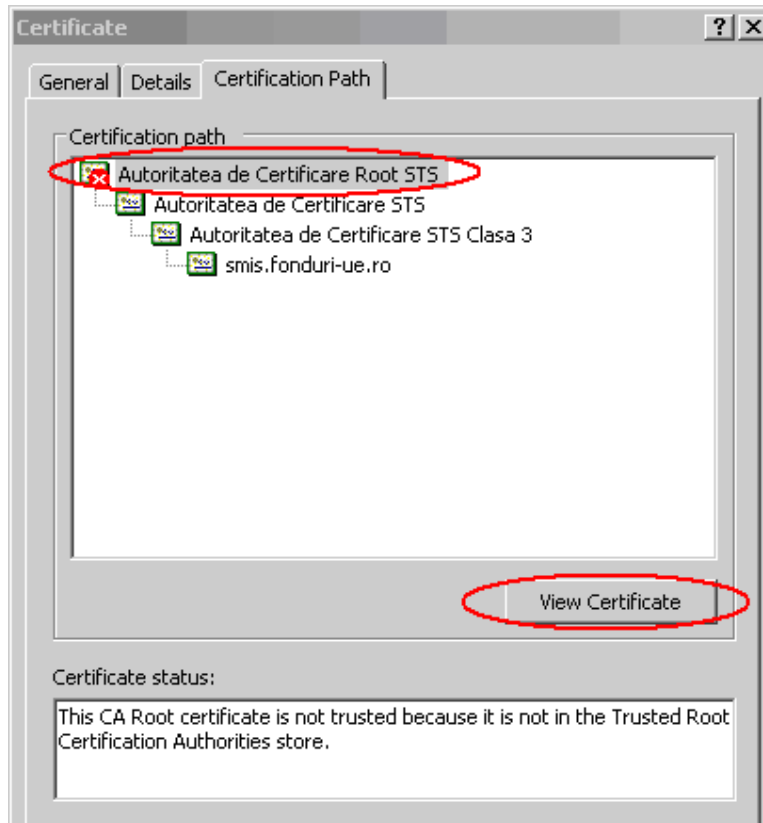 Certificate
General Details Certification Path
Certification path
Autoritatea de Certificare Root STS
Autoritatea de Certificare STS
Autoritatea de Certificare STS Clasa 3
smis.fonduri-ue.ro
View Certificate
Certificate status:
This CA Root certificate is not trusted because it is not in the Trusted Root
Certification Authorities store.